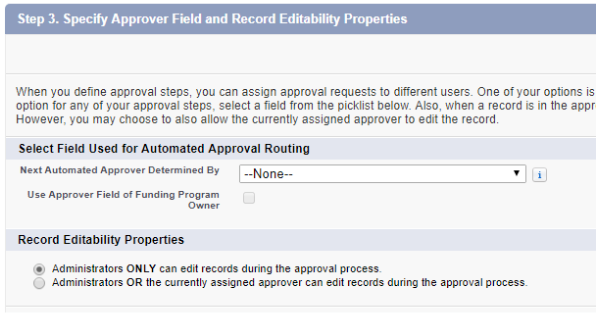 Step 3. Specify Approver Field and Record Editability Properties
When you define approval steps, you can assign approval requests to different users. One of your options is
option for any of your approval steps, select a field from the picklist below. Also, when a record is in the appr
However, you may choose to also allow the currently assigned approver to edit the record.
Select Field Used for Automated Approval Routing
Next Automated Approver Determined By
--None--
i
Use Approver Field of Funding Program
Owner
Record Editability Properties
Administrators ONLY can edit records during the approval process.
Administrators OR the currently assigned approver can edit records during the approval process.